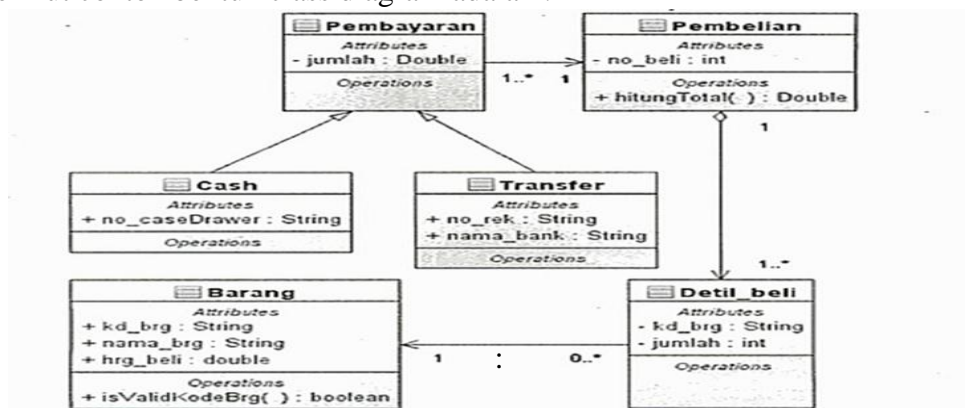 Pembayaran
Attributes
- jumlah : Double
Operations
1..*
1
Pembelian
Attributes
- no_beli : int
Operations
+ hitungTotal( ) : Double
1
1..*
Cash
Attributes
+ no_caseDrawer : String
Operations
Transfer
Attributes
+ no_rek : String
+ nama_bank : String
Operations
Barang
Attributes
+ kd_brg : String
+ nama_brg : String
+ hrg_beli : double
Operations
+ isValidKodeBrg( ) : boolean
1 : 0..*
Detil_beli
Attributes
- kd_brg : String
- jumlah : int
Operations